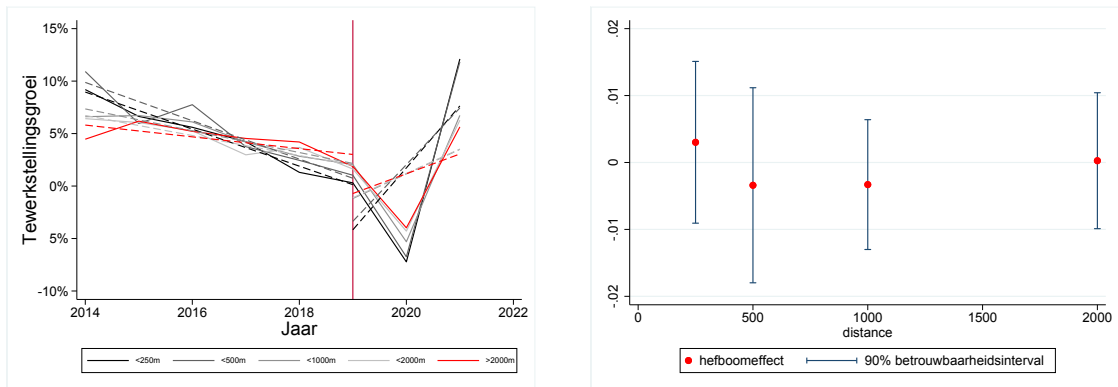 15%
10%
5%
0%
5%
-10%
Tewerkstellingsgroei
2014 2016 2018 2020 2022
Jaar
<250m <500m <1000m <2000m >2000m
.02
.01
0
-.01
-.02
0 500 1000 1500 2000
distance
hefboomeffect 90% betrouwbaarheidsinterval